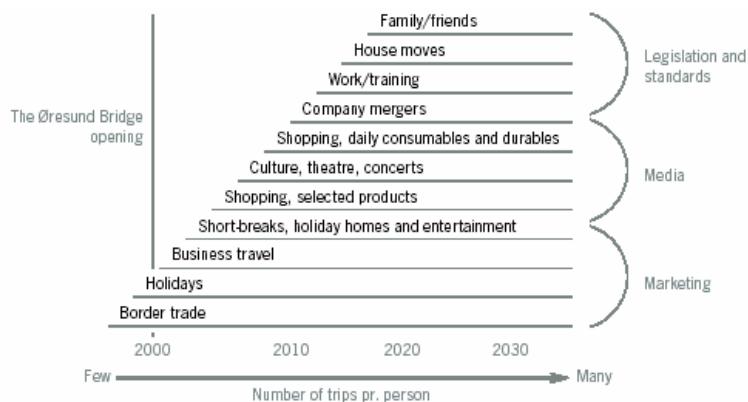 Family/friends
House moves
Work/training
Company mergers
Shopping, daily consumables and durables
Culture, theatre, concerts
Shopping, selected products
Short-breaks, holiday homes and entertainment
Business travel
Holidays
Border trade
The Øresund Bridge
opening
Legislation and
standards
Media
Marketing
2000 2010 2020 2030
Few Many
Number of trips pr. person